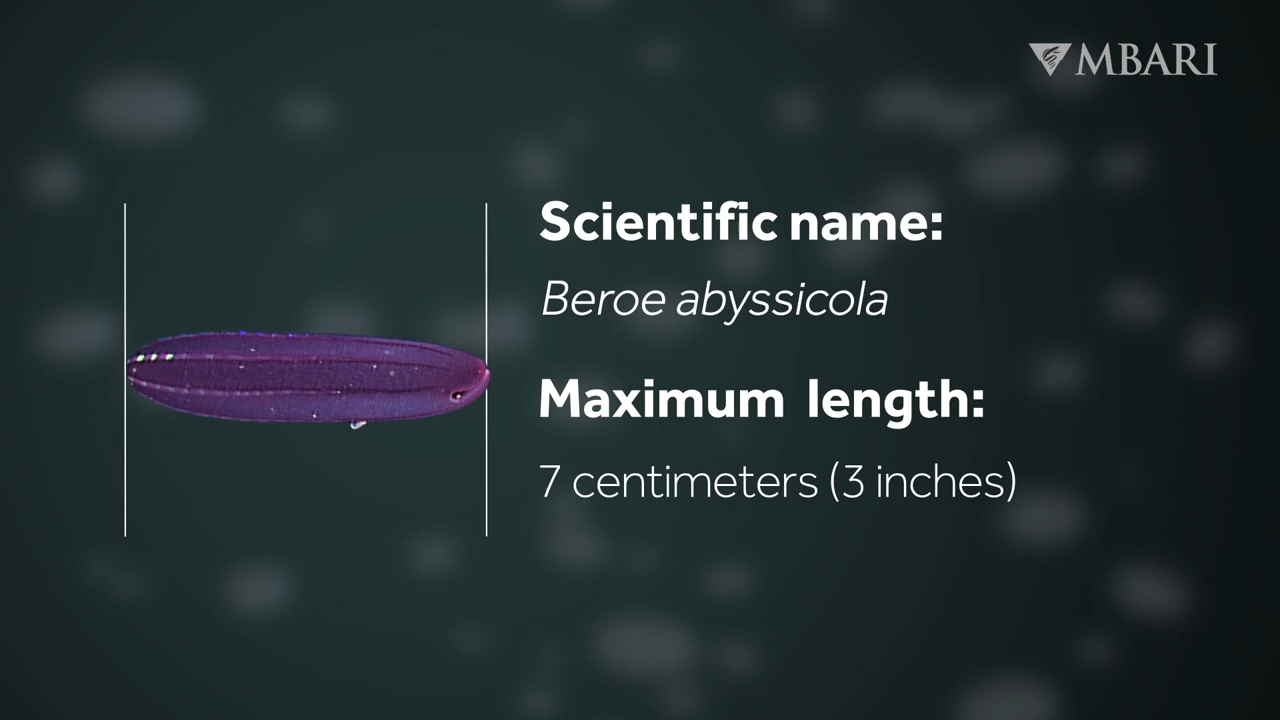 MBARI
Scientific name:
Beroe abyssicola
Maximum length:
7 centimeters (3 inches)